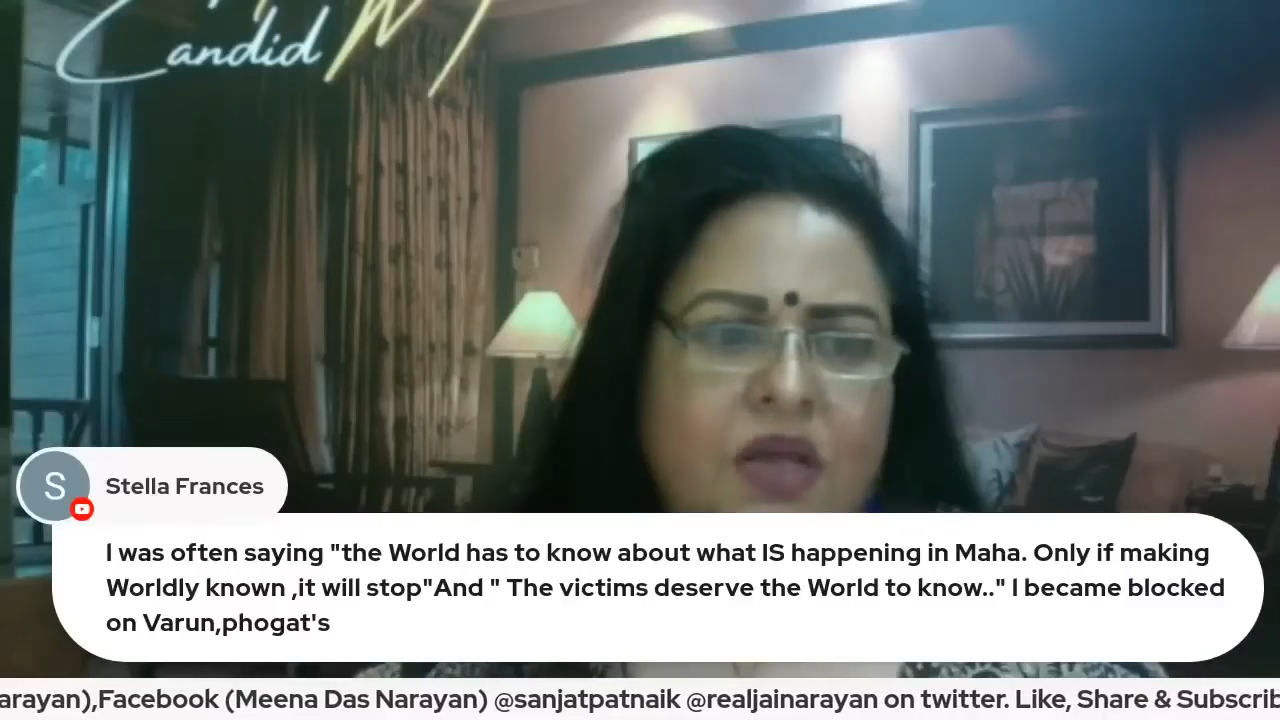 Candid M
S
Stella Frances
I was often saying "the World has to know about what IS happening in Maha. Only if making
Worldly known ,it will stop"And " The victims deserve the World to know.." I became blocked
on Varun,phogat's
arayan),Facebook (Meena Das Narayan) @sanjatpatnaik @realjainarayan on twitter. Like, Share & Subscrib